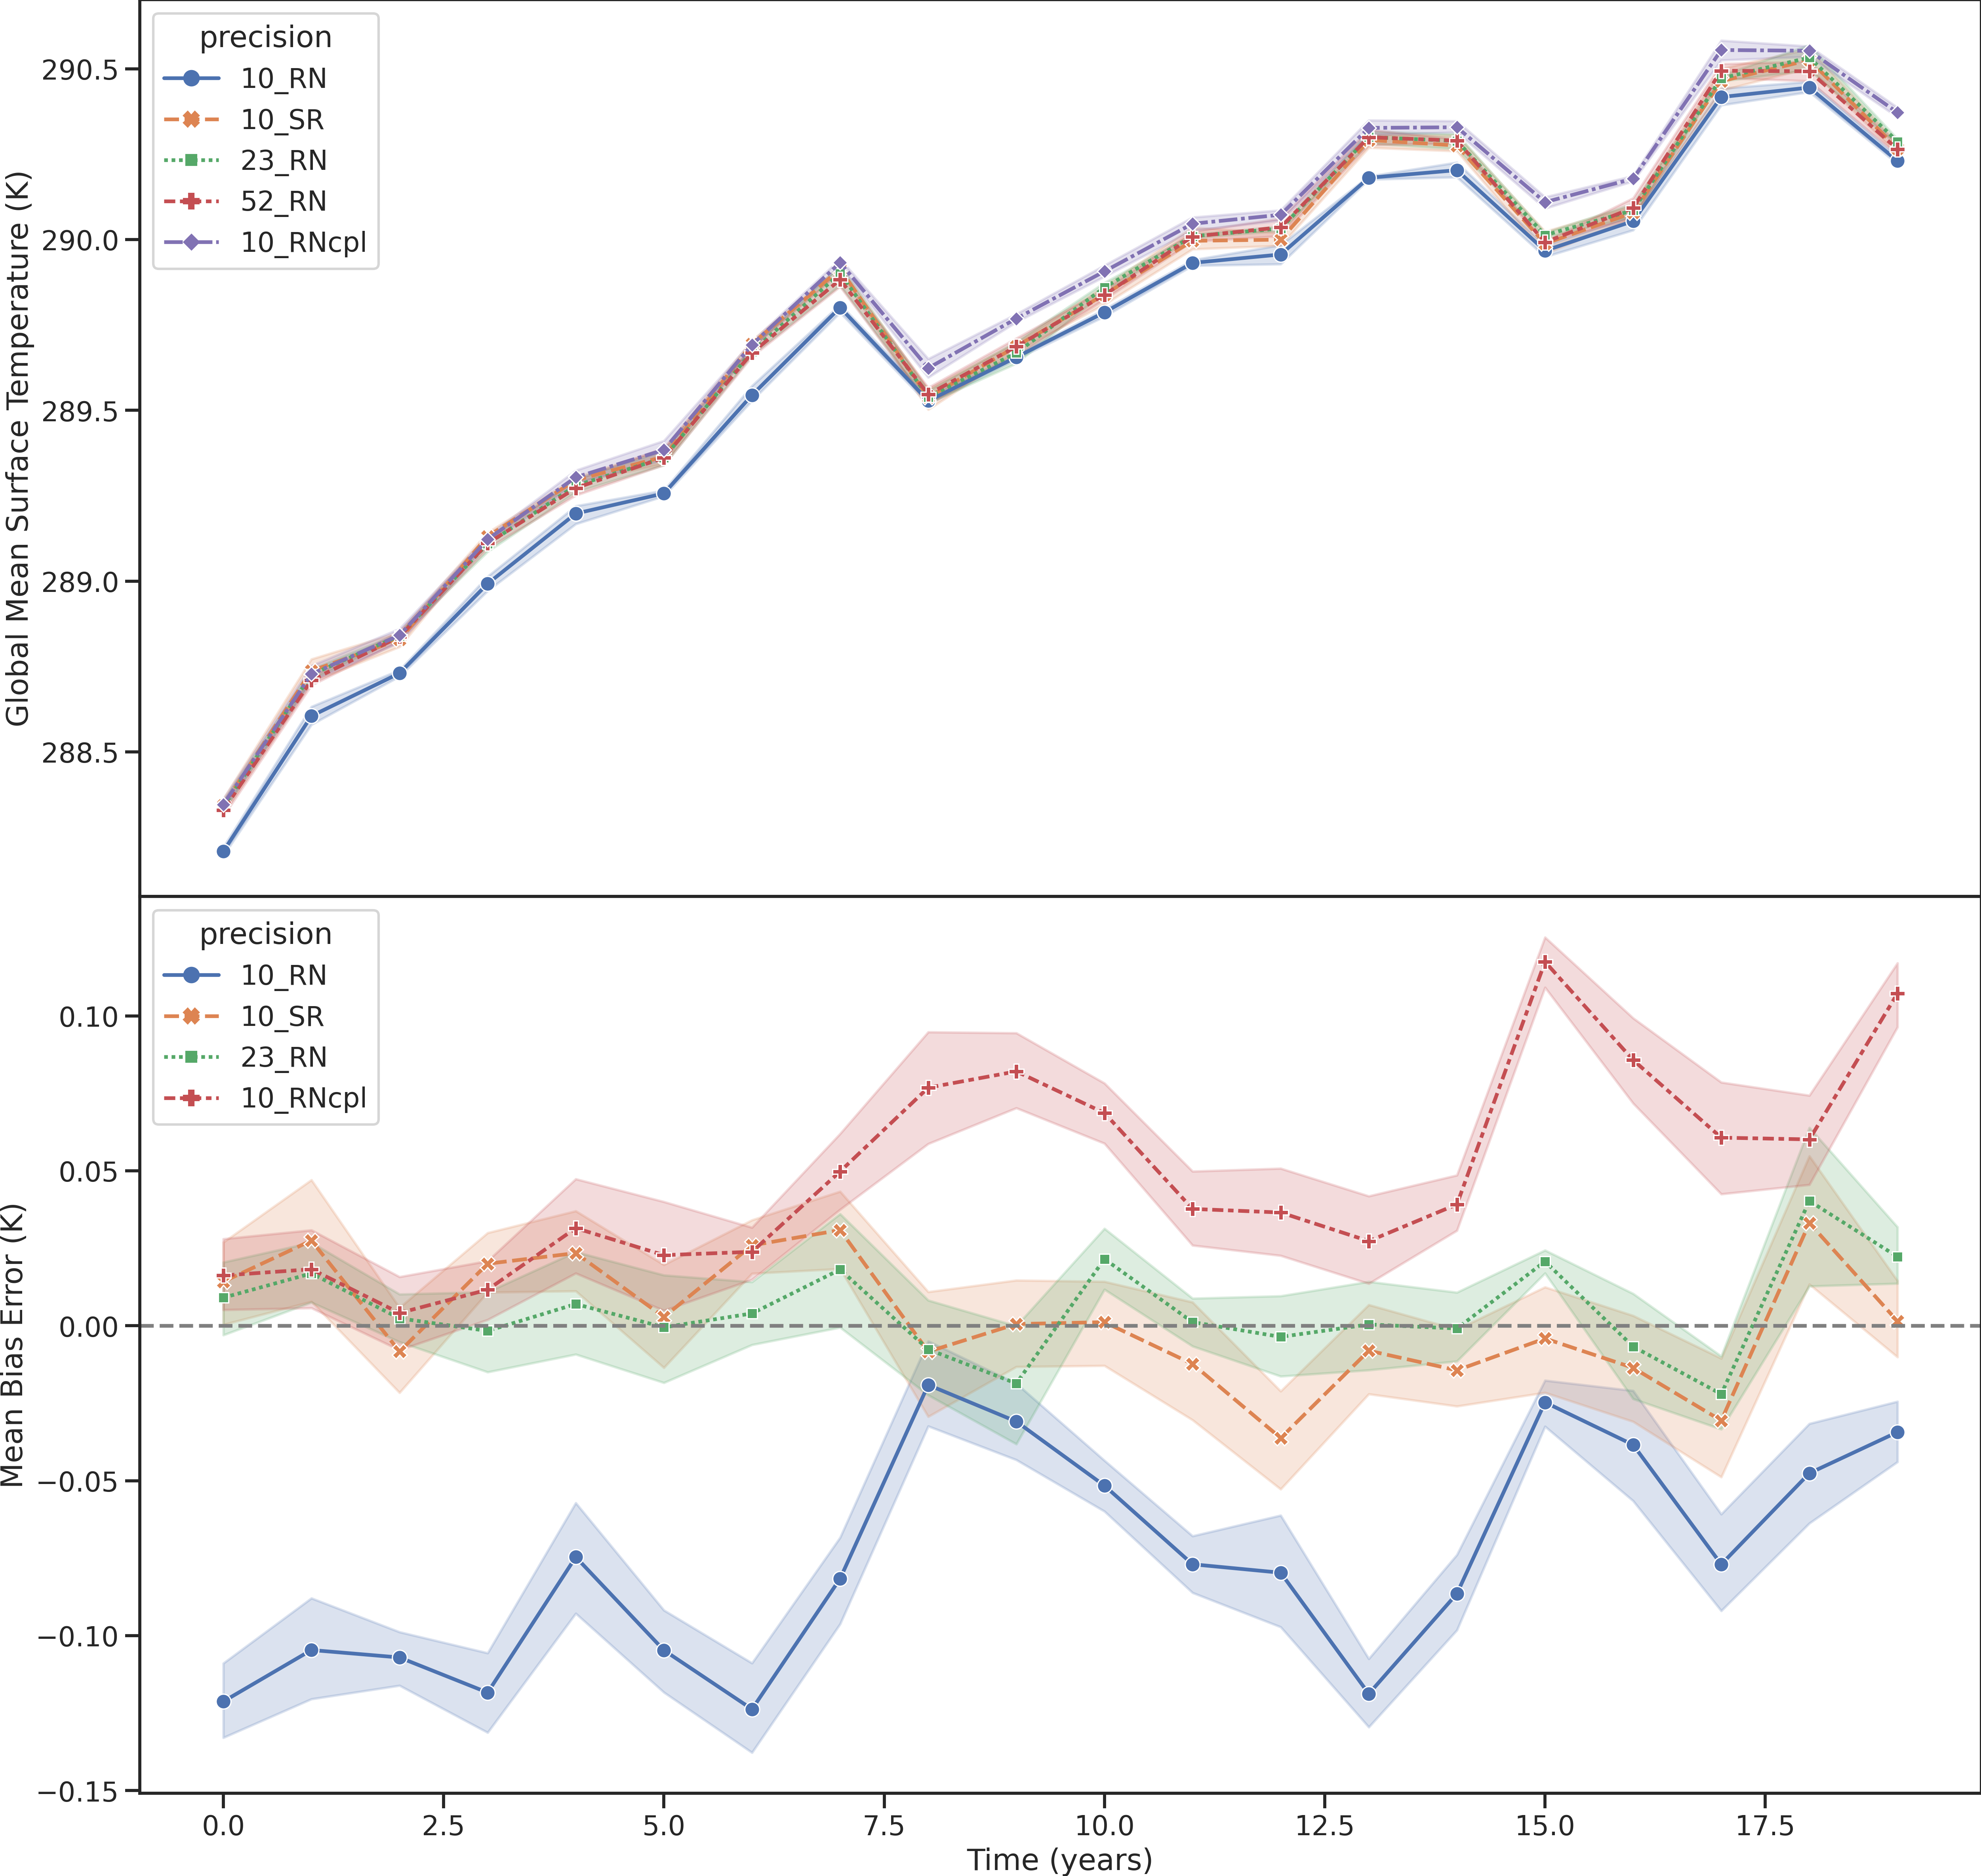 precision
10_RN
10_SR
23_RN
52_RN
10_RNcpl
290.5
290.0
289.5
289.0
288.5
Global Mean Surface Temperature (K)
precision
10_RN
10_SR
23_RN
10_RNcpl
0.10
0.05
0.00
−0.05
−0.10
−0.15
Mean Bias Error (K)
0.0 2.5 5.0 7.5 10.0 12.5 15.0 17.5
Time (years)